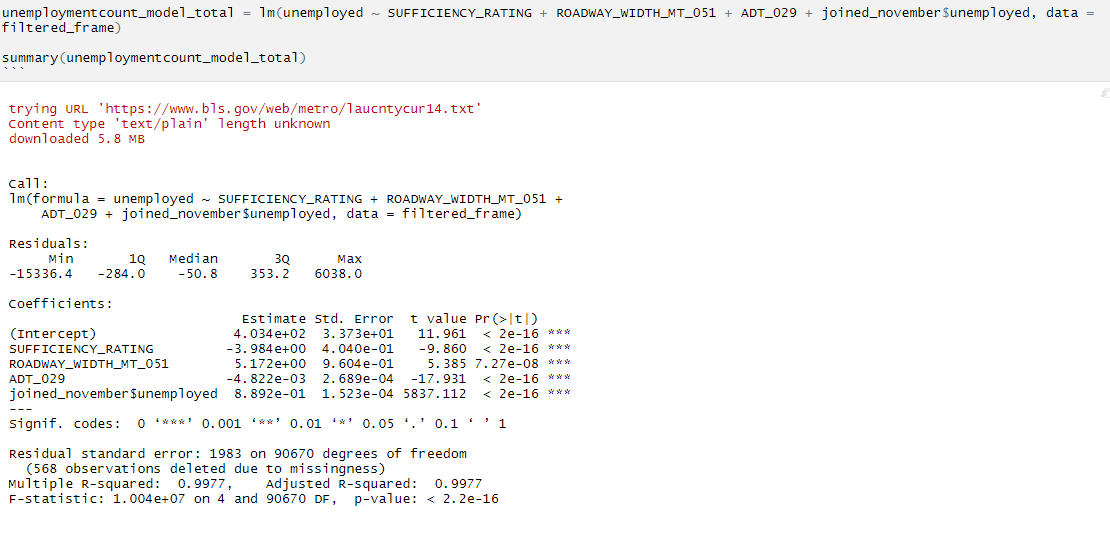 unemploymentcount_model_total = lm(unemployed ~ SUFFICIENCY_RATING + ROADWAY_WIDTH_MT_051 + ADT_029 + joined_november$unemployed, data =
filtered_frame)
summary(unemploymentcount_model_total)
```
trying URL 'https://www.bls.gov/web/metro/laucntycur14.txt'
Content type 'text/plain' length unknown
downloaded 5.8 MB
Call:
lm(formula = unemployed ~ SUFFICIENCY_RATING + ROADWAY_WIDTH_MT_051 +
    ADT_029 + joined_november$unemployed, data = filtered_frame)
Residuals:
     Min       1Q   Median       3Q      Max
-15336.4   -284.0    -50.8    353.2   6038.0
Coefficients:
                             Estimate Std. Error  t value Pr(>|t|)
(Intercept)                 4.034e+02  3.373e+01   11.961  < 2e-16 ***
SUFFICIENCY_RATING         -3.984e+00  4.040e-01   -9.860  < 2e-16 ***
ROADWAY_WIDTH_MT_051        5.172e+00  9.604e-01    5.385 7.27e-08 ***
ADT_029                    -4.822e-03  2.689e-04  -17.931  < 2e-16 ***
joined_november$unemployed  8.892e-01  1.523e-04 5837.112  < 2e-16 ***
---
Signif. codes:  0 ‘***’ 0.001 ‘**’ 0.01 ‘*’ 0.05 ‘.’ 0.1 ‘ ’ 1
Residual standard error: 1983 on 90670 degrees of freedom
  (568 observations deleted due to missingness)
Multiple R-squared:  0.9977,	Adjusted R-squared:  0.9977
F-statistic: 1.004e+07 on 4 and 90670 DF,  p-value: < 2.2e-16